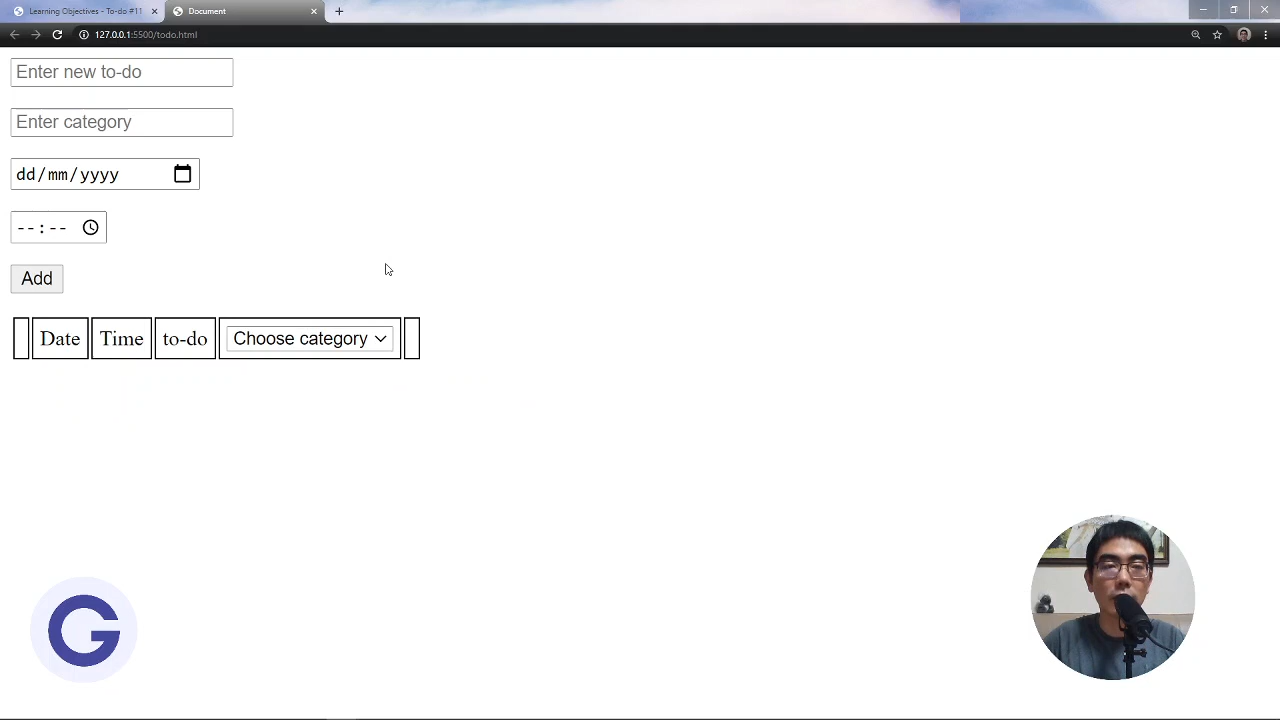 Learning Objectives - To-do #11
Document
127.0.0.1:5500/todo.html
Enter new to-do
Enter category
dd/mm/yyyy
--:--
Add
Date Time to-do Choose category
G